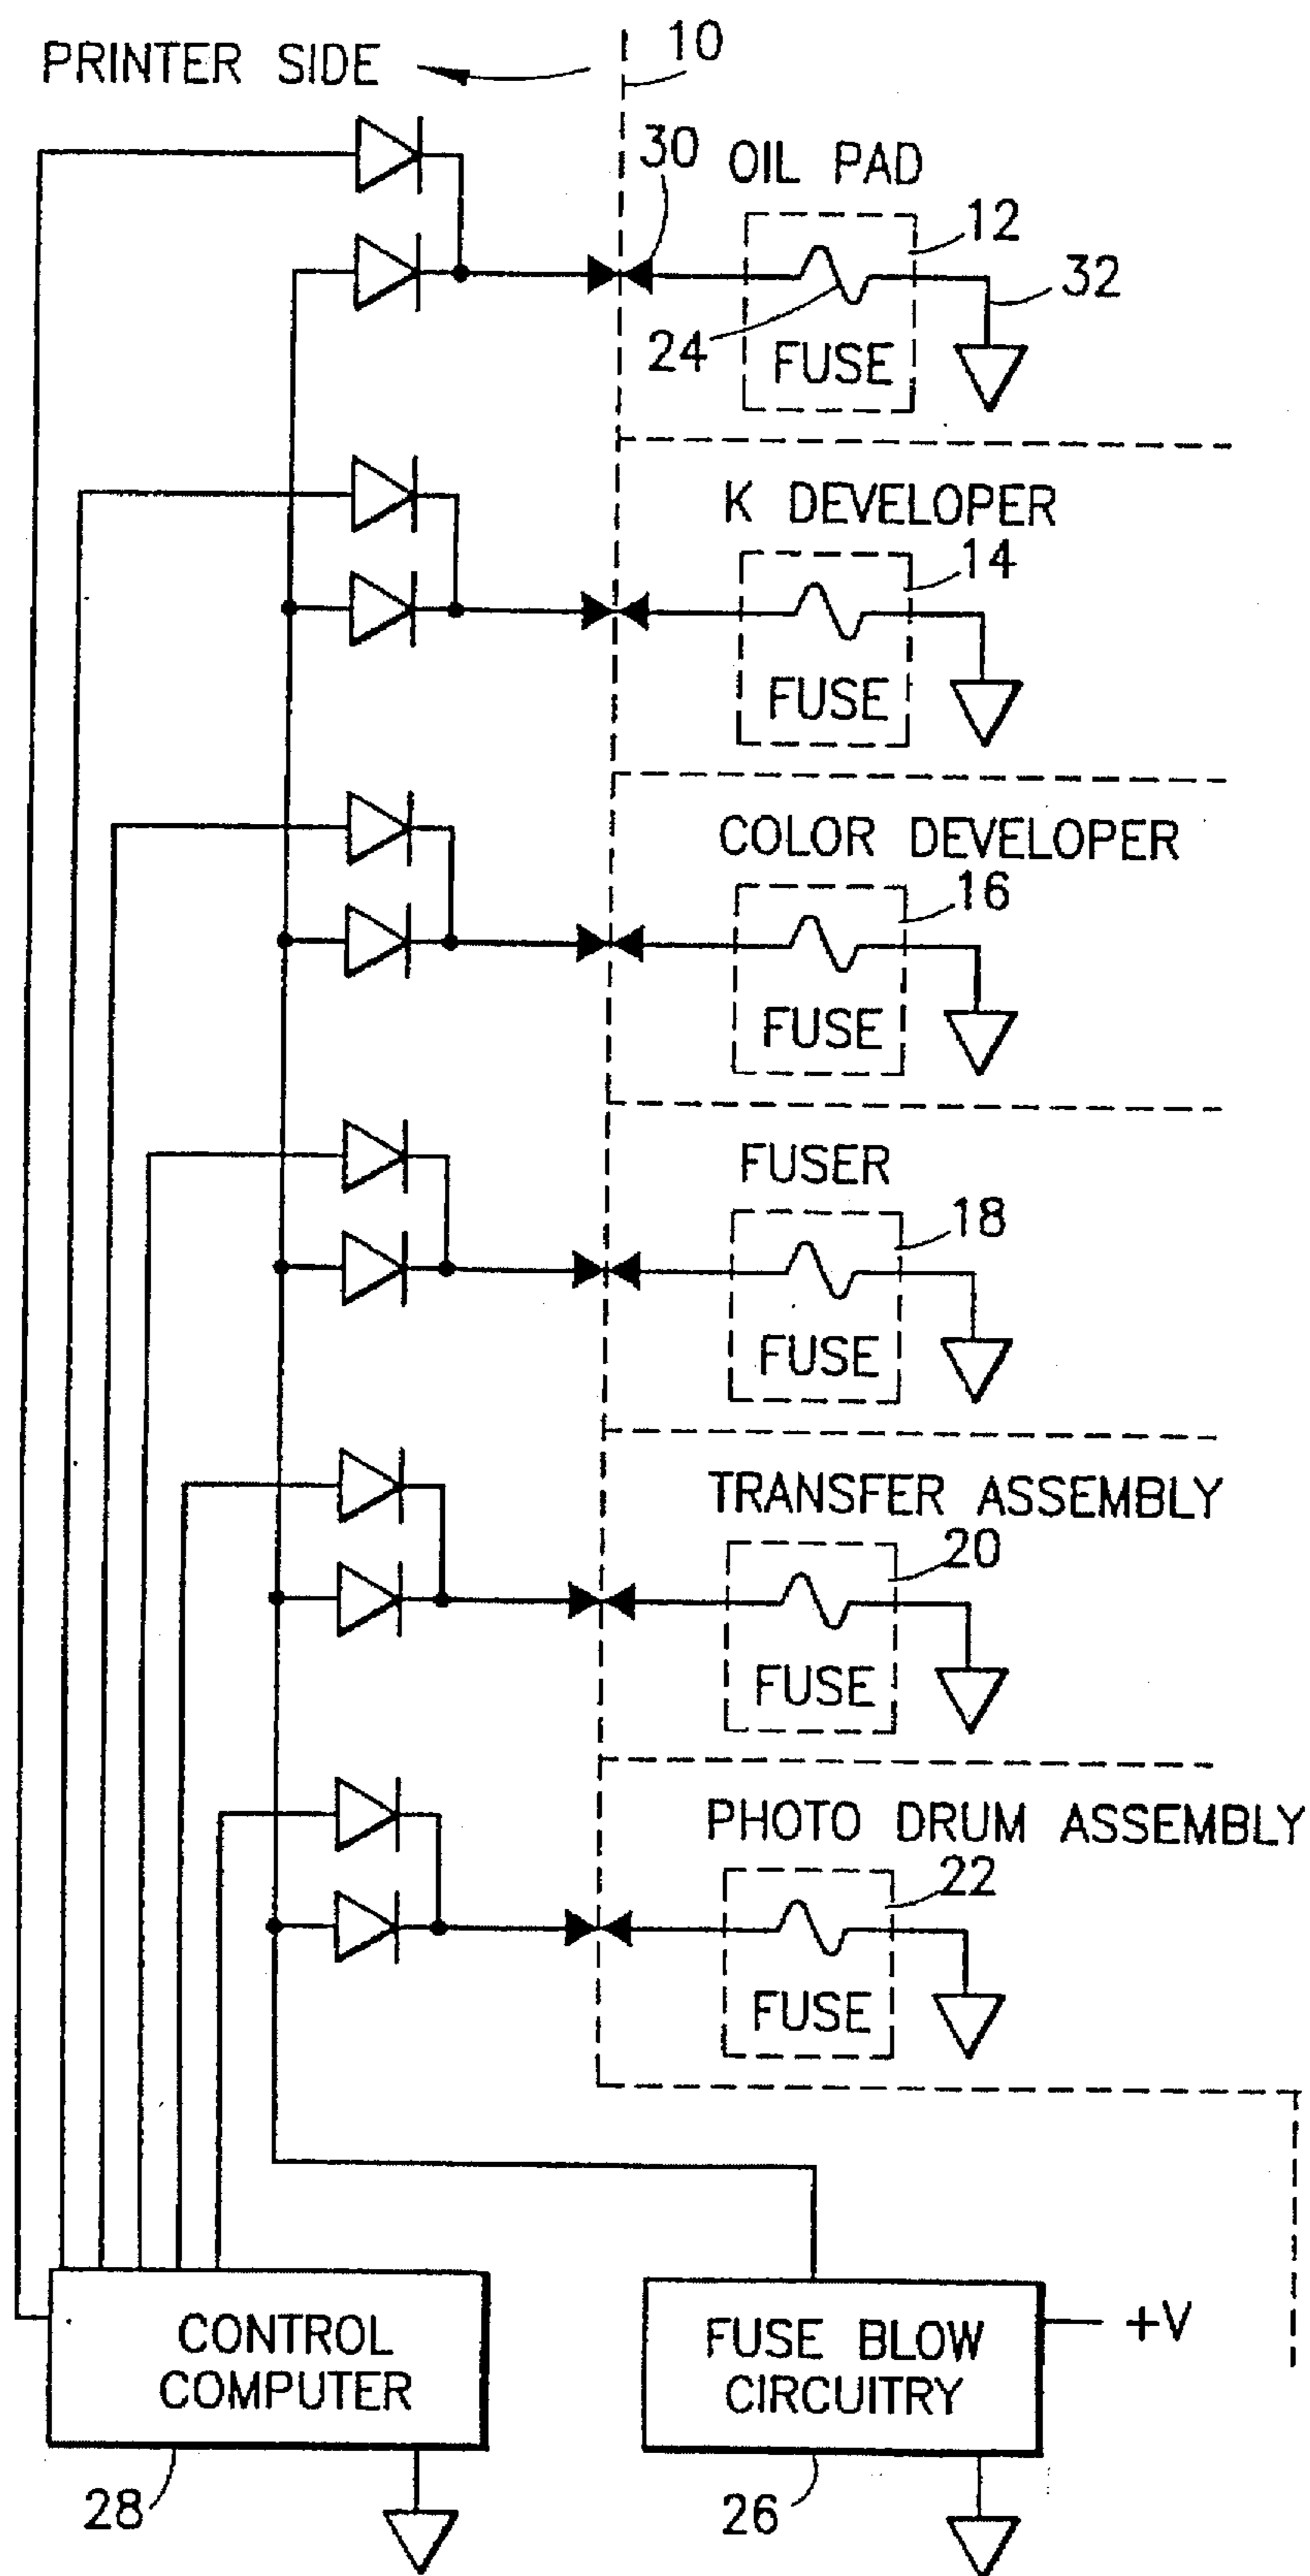 PRINTER SIDE
10
30
OIL PAD
12
32
24
FUSE
K DEVELOPER
14
FUSE
COLOR DEVELOPER
16
FUSE
FUSER
18
FUSE
TRANSFER ASSEMBLY
20
FUSE
PHOTO DRUM ASSEMBLY
22
FUSE
CONTROL
COMPUTER
28
FUSE BLOW
CIRCUITRY
+V
26